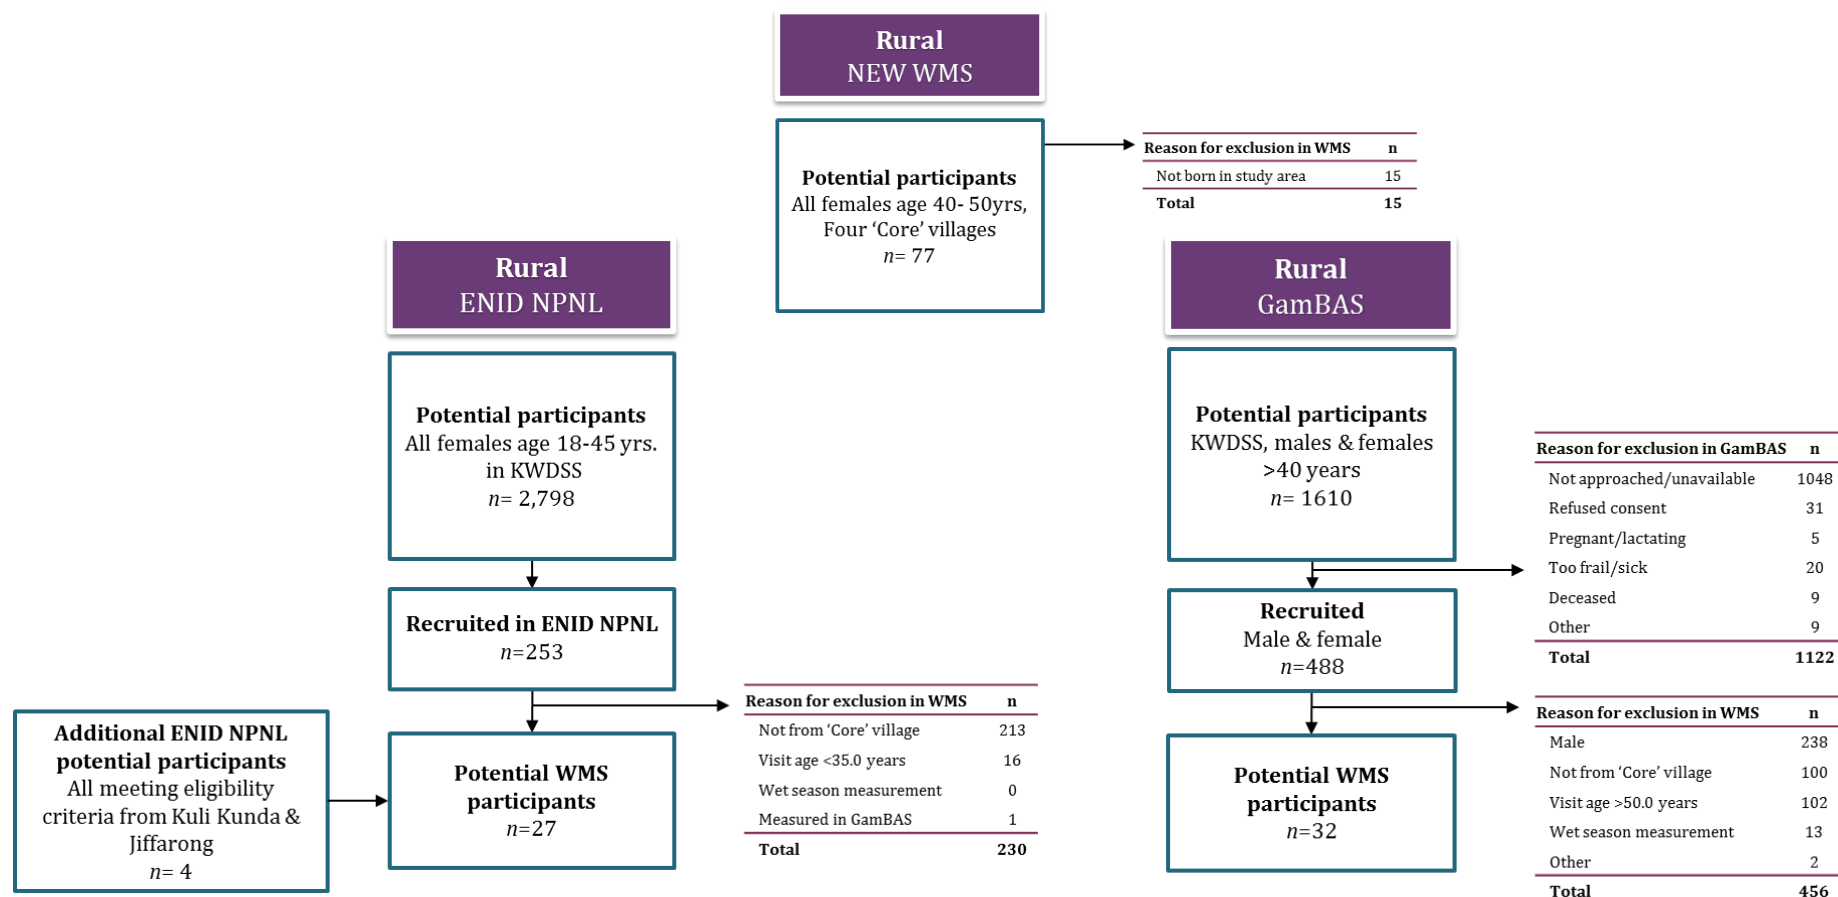 Rural
NEW WMS
Potential participants
All females age 40- 50yrs,
Four ‘Core’ villages
n= 77
Reason for exclusion in WMS n
Not born in study area 15
Total 15
Rural
ENID NPNL
Potential participants
All females age 18-45 yrs.
in KWDSS
n= 2,798
Recruited in ENID NPNL
n=253
Reason for exclusion in WMS n
Not from ‘Core’ village 213
Visit age <35.0 years 16
Wet season measurement 0
Measured in GamBAS 1
Total 230
Additional ENID NPNL
potential participants
All meeting eligibility
criteria from Kuli Kunda &
Jiffarong
n= 4
Potential WMS
participants
n=27
Rural
GamBAS
Potential participants
KWDSS, males & females
>40 years
n= 1610
Reason for exclusion in GamBAS n
Not approached/unavailable 1048
Refused consent 31
Pregnant/lactating 5
Too frail/sick 20
Deceased 9
Other 9
Total 1122
Recruited
Male & female
n=488
Reason for exclusion in WMS n
Male 238
Not from ‘Core’ village 100
Visit age >50.0 years 102
Wet season measurement 13
Other 2
Total 456
Potential WMS
participants
n=32